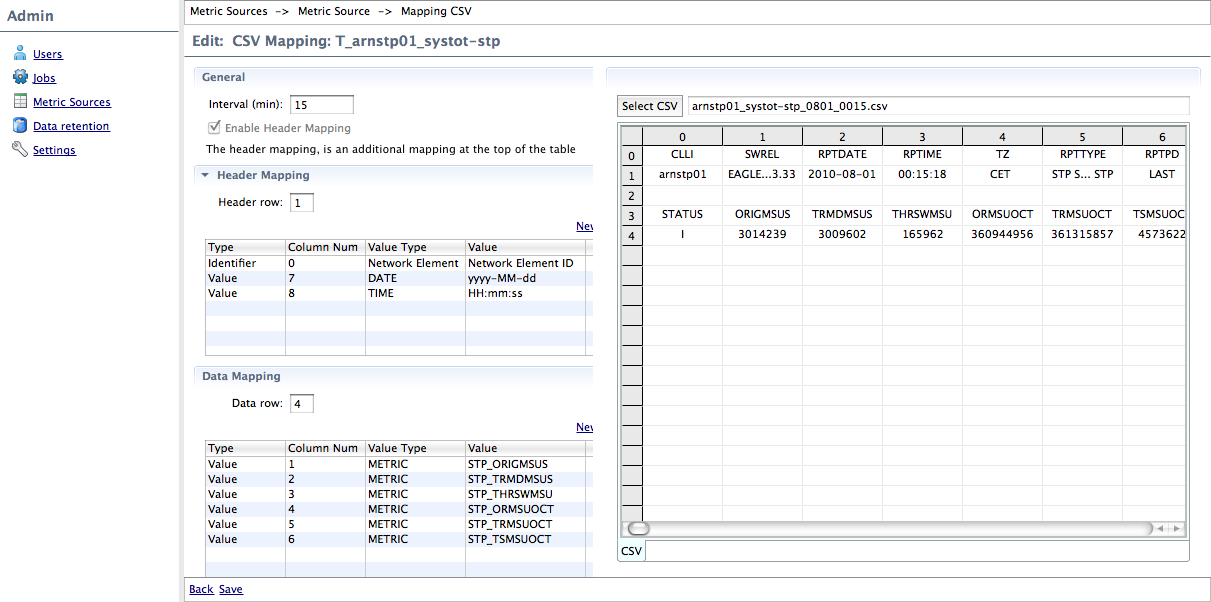 Admin
Users
Jobs
Metric Sources
Data retention
Settings
Metric Sources -> Metric Source -> Mapping CSV
Edit: CSV Mapping: T_arnstp01_systot-stp
General
Interval (min): 15
Enable Header Mapping
The header mapping, is an additional mapping at the top of the table
Header Mapping
Header row: 1
New
Type Column Num Value Type Value
Identifier 0 Network Element Network Element ID
Value 7 DATE yyyy-MM-dd
Value 8 TIME HH:mm:ss
Data Mapping
Data row: 4
New
Type Column Num Value Type Value
Value 1 METRIC STP_ORIGMSUS
Value 2 METRIC STP_TRMDMSUS
Value 3 METRIC STP_THRSWMSU
Value 4 METRIC STP_ORMSUOCT
Value 5 METRIC STP_TRMSUOCT
Value 6 METRIC STP_TSMSUOCT
Select CSV arnstp01_systot-stp_0801_0015.csv
0 1 2 3 4 5 6
0 CLLI SWREL RPTDATE RPTIME TZ RPTTYPE RPTPD
1 arnstp01 EAGLE...3.33 2010-08-01 00:15:18 CET STP S... STP LAST
2
3 STATUS ORIGMSUS TRMDMSUS THRSWMSU ORMSUOCT TRMSUOCT TSMSUOC
4 I 3014239 3009602 165962 360944956 361315857 4573622
CSV
Back Save